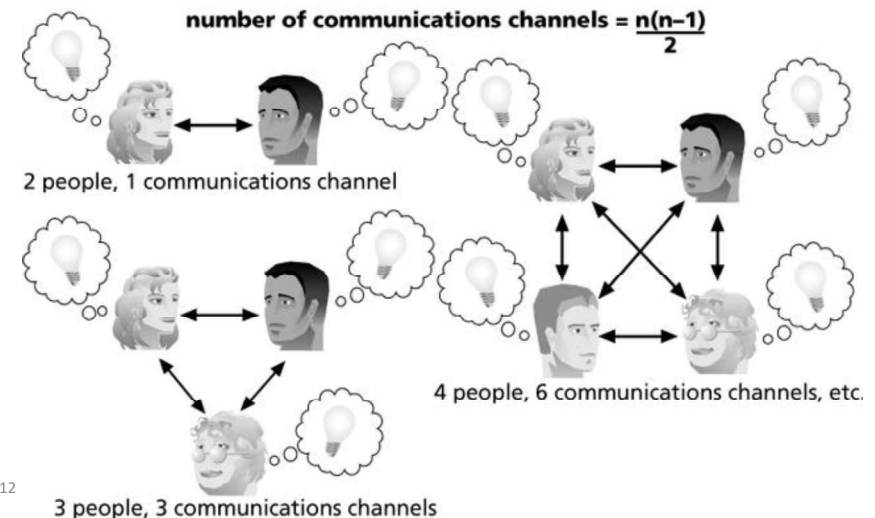 number of communications channels = n(n–1)
2
2 people, 1 communications channel
4 people, 6 communications channels, etc.
12
3 people, 3 communications channels